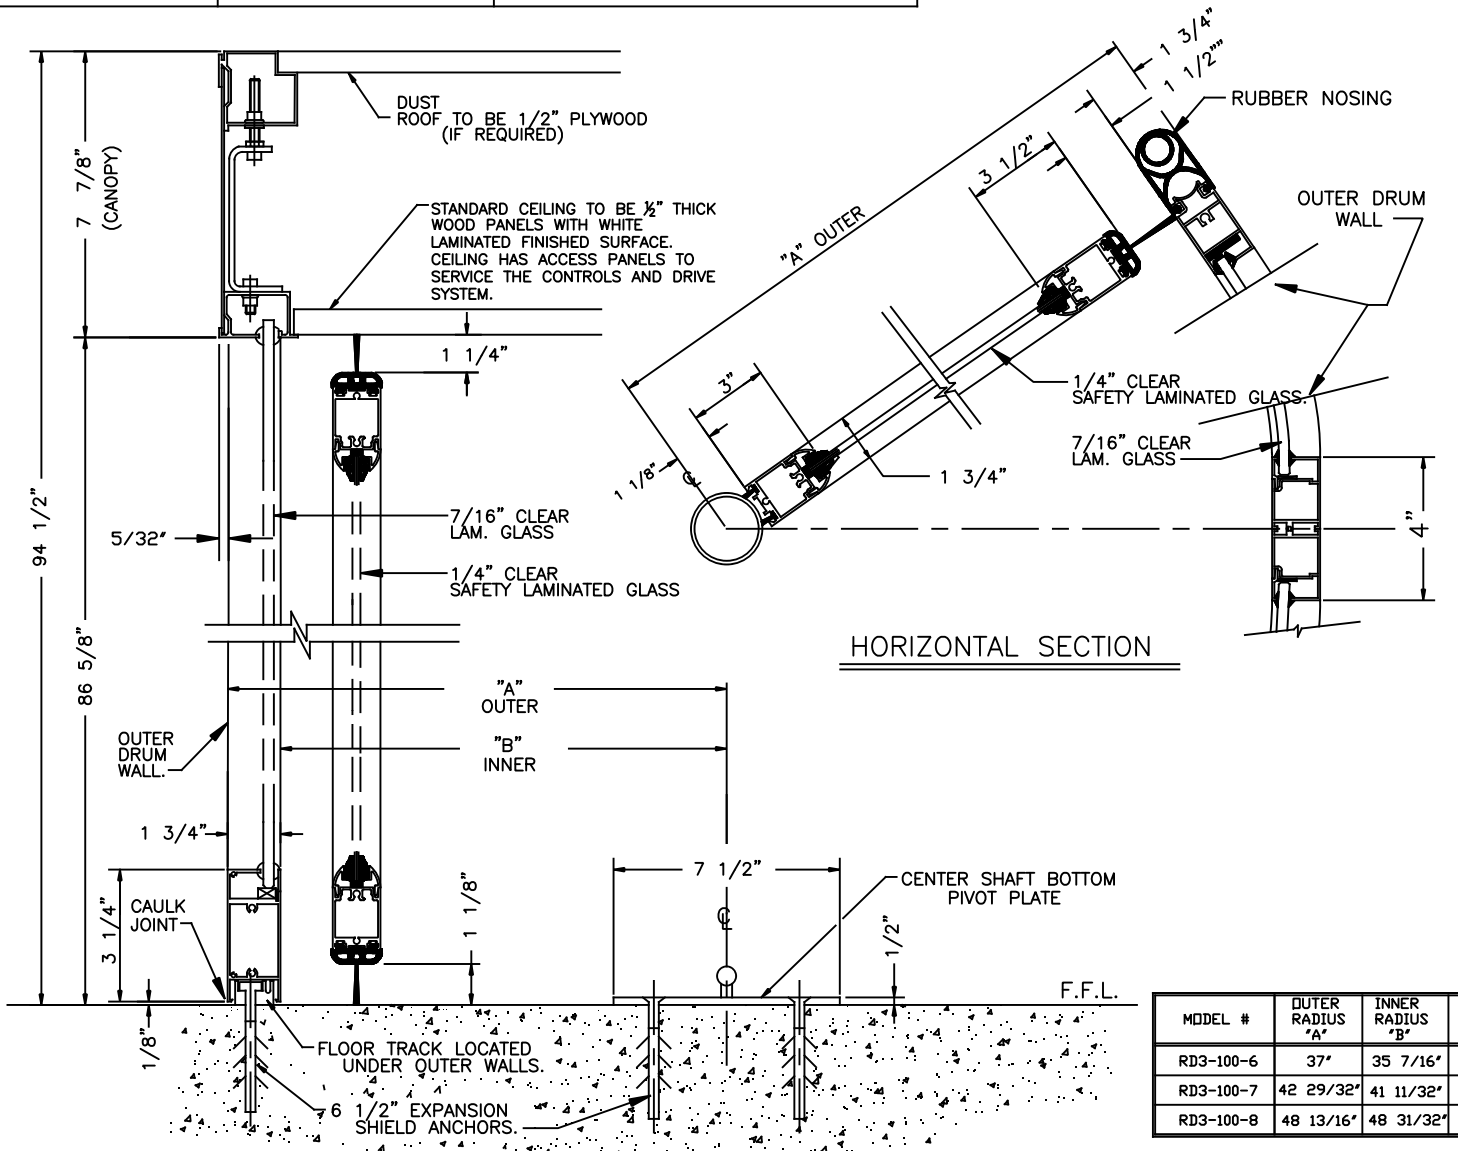 DUST
ROOF TO BE 1/2" PLYWOOD
(IF REQUIRED)
7 7/8"
(CANOPY)
STANDARD CEILING TO BE ½" THICK
WOOD PANELS WITH WHITE
LAMINATED FINISHED SURFACE.
CEILING HAS ACCESS PANELS TO
SERVICE THE CONTROLS AND DRIVE
SYSTEM.
1 1/4"
94 1/2"
5/32"
7/16" CLEAR
LAM. GLASS
1/4" CLEAR
SAFETY LAMINATED GLASS
86 5/8"
"A"
OUTER
"B"
INNER
OUTER
DRUM
WALL.
1 3/4"
3 1/4"
CAULK
JOINT
1 1/8"
7 1/2"
CENTER SHAFT BOTTOM
PIVOT PLATE
℄
1/2"
F.F.L.
1/8"
FLOOR TRACK LOCATED
UNDER OUTER WALLS.
6 1/2" EXPANSION
SHIELD ANCHORS.
1 3/4"
1 1/2""
RUBBER NOSING
3 1/2"
"A" OUTER
OUTER DRUM
WALL
5
3"
1/4" CLEAR
SAFETY LAMINATED GLASS.
7/16" CLEAR
LAM. GLASS
1 1/8"
℄
1 3/4"
4"
HORIZONTAL SECTION
MODEL # OUTER RADIUS "A" INNER RADIUS "B"
RD3-100-6 37" 35 7/16"
RD3-100-7 42 29/32" 41 11/32"
RD3-100-8 48 13/16" 48 31/32"